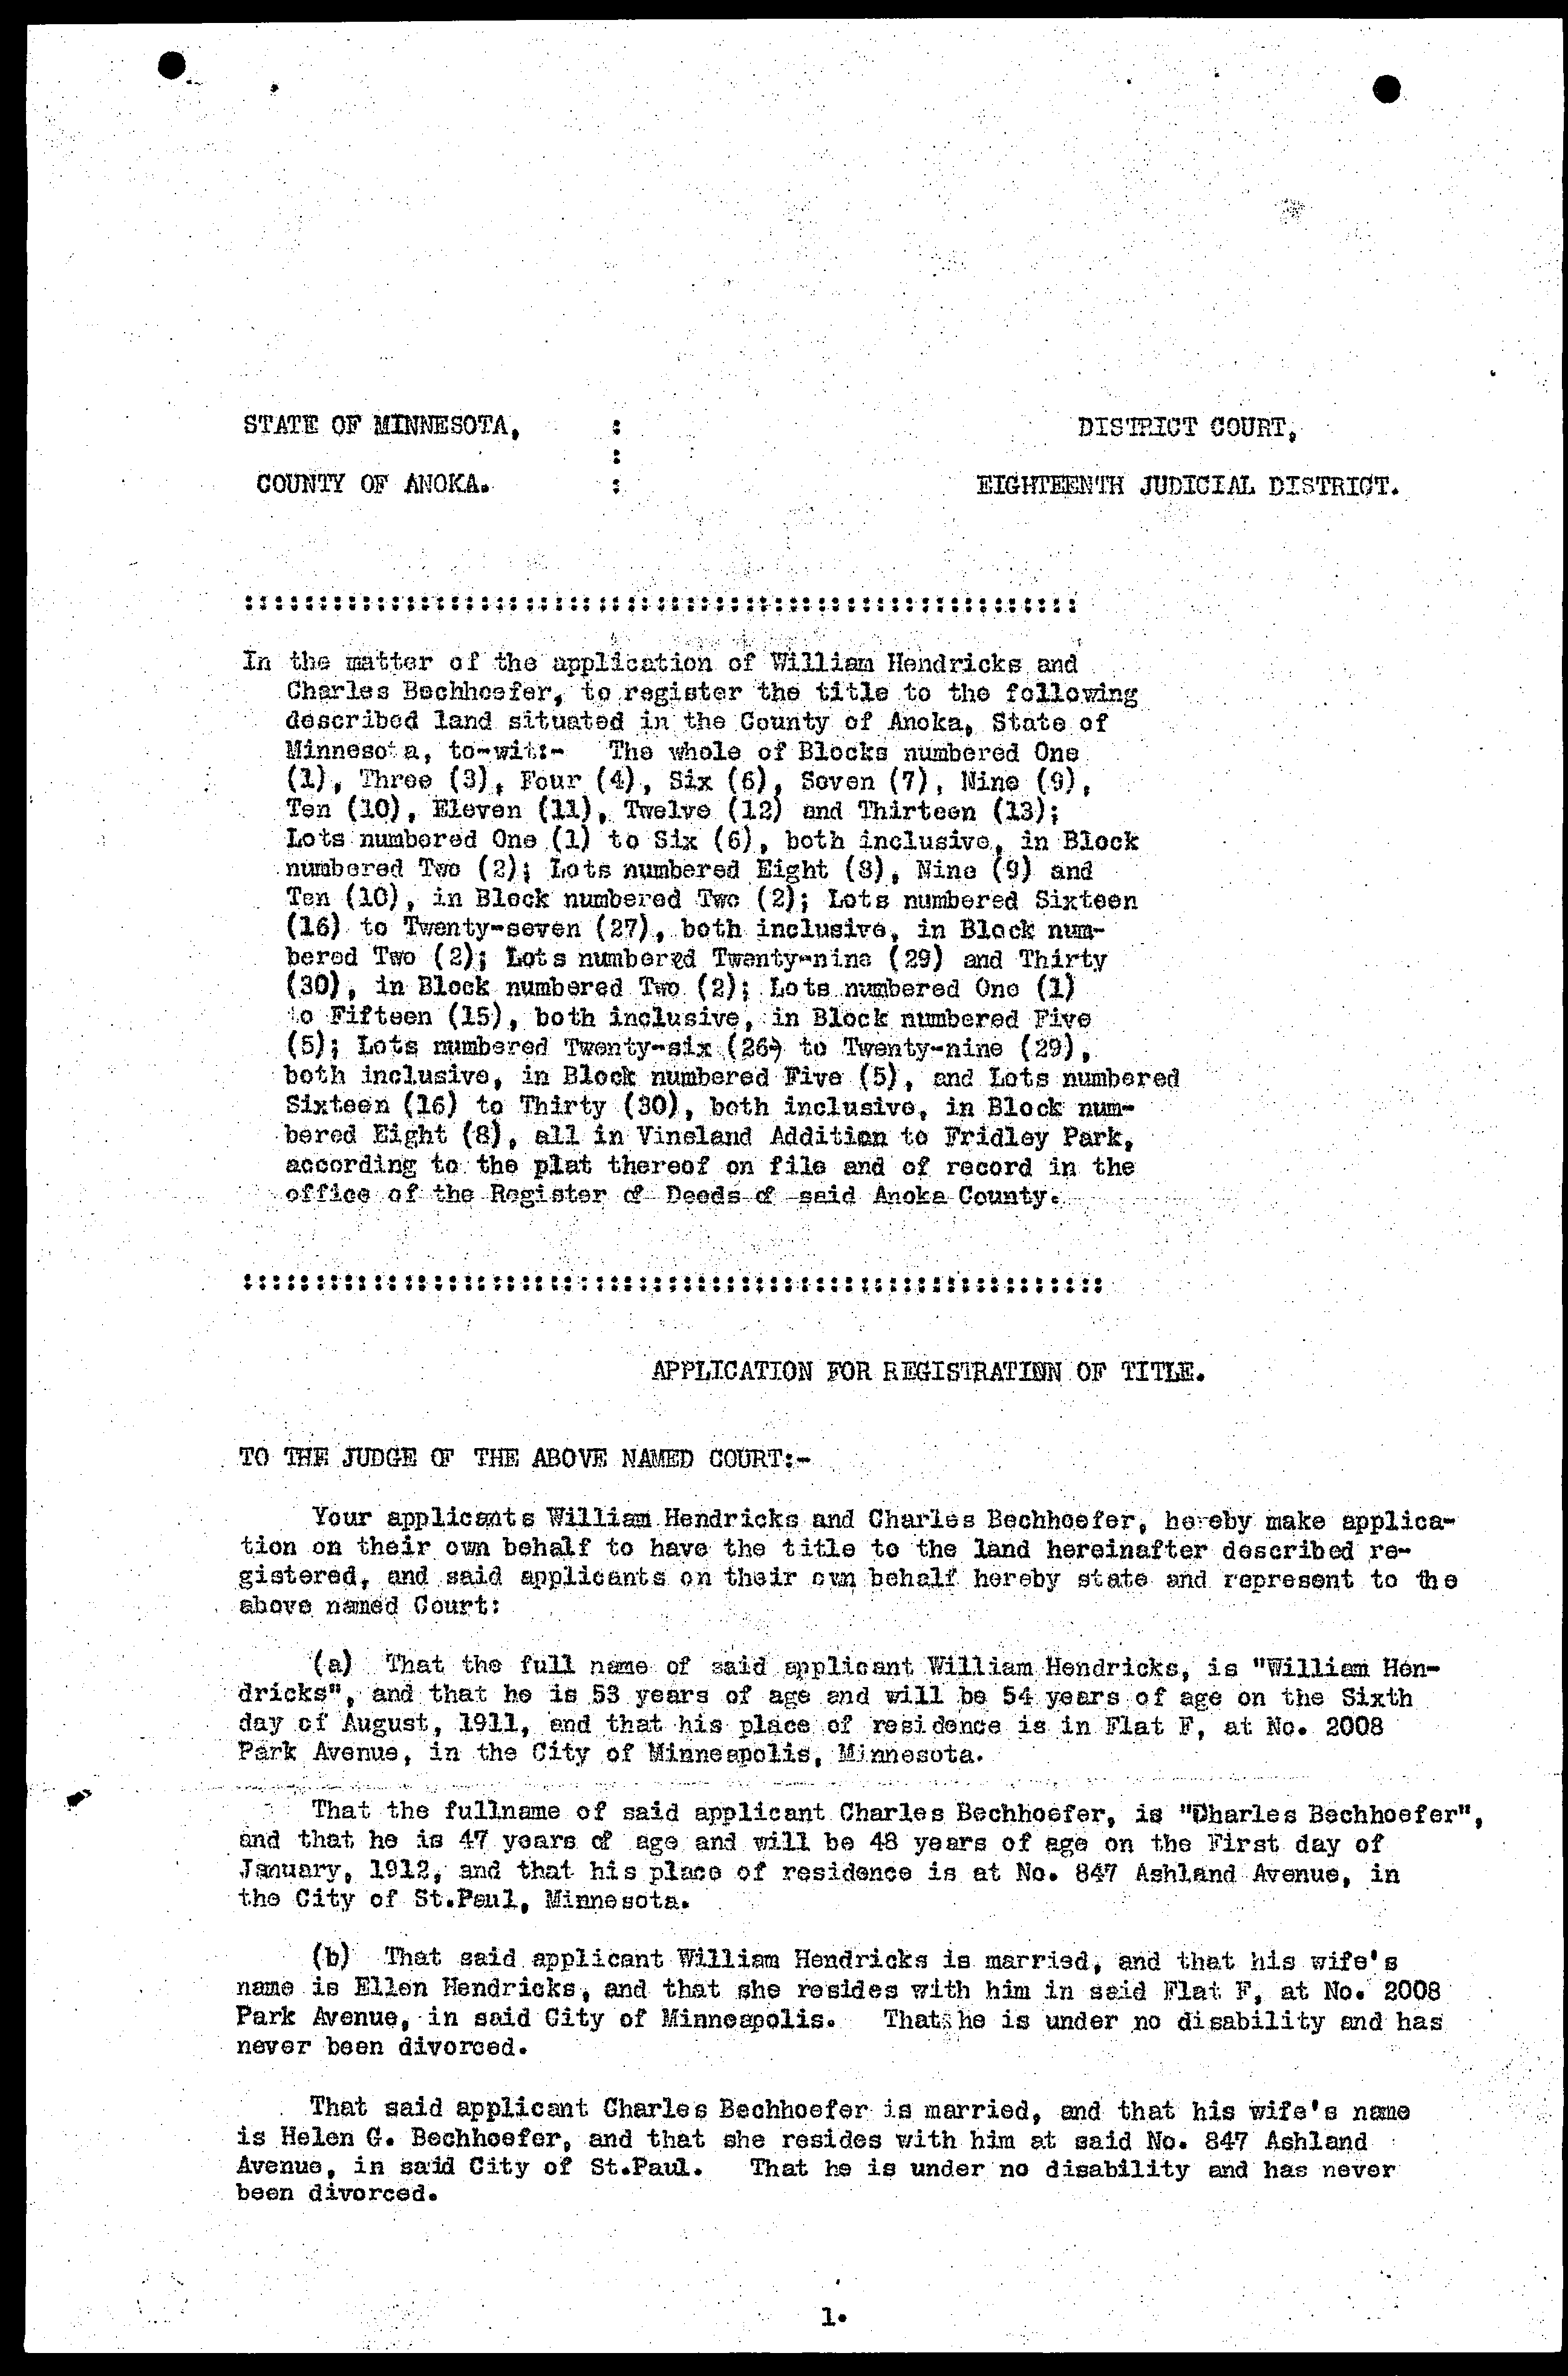 STATE OF MINNESOTA, : DISTRICT COURT,
:
COUNTY OF ANOKA. : EIGHTEENTH JUDICIAL DISTRICT.
:::::::::::::::::::::::::::::::::::::::::::::::::::::::::
In the matter of the application of William Hendricks and
Charles Bechhoefer, to register the title to the following
described land situated in the County of Anoka, State of
Minnesota, to-wit:- The whole of Blocks numbered One
(1), Three (3), Four (4), Six (6), Seven (7), Nine (9),
Ten (10), Eleven (11), Twelve (12) and Thirteen (13);
Lots numbered One (1) to Six (6), both inclusive, in Block
numbered Two (2); Lots numbered Eight (8), Nine (9) and
Ten (10), in Block numbered Two (2); Lots numbered Sixteen
(16) to Twenty-seven (27), both inclusive, in Block num-
bered Two (2); Lots numbered Twenty-nine (29) and Thirty
(30), in Block numbered Two (2); Lots numbered One (1)
to Fifteen (15), both inclusive, in Block numbered Five
(5); Lots numbered Twenty-six (26) to Twenty-nine (29),
both inclusive, in Block numbered Five (5), and Lots numbered
Sixteen (16) to Thirty (30), both inclusive, in Block num-
bered Eight (8), all in Vineland Addition to Fridley Park,
according to the plat thereof on file and of record in the
office of the Register of Deeds of said Anoka County.
:::::::::::::::::::::::::::::::::::::::::::::::::::::::::::
APPLICATION FOR REGISTRATINN OF TITLE.
TO THE JUDGE OF THE ABOVE NAMED COURT:-
Your applicants William Hendricks and Charles Bechhoefer, hereby make applica-
tion on their own behalf to have the title to the land hereinafter described re-
gistered, and said applicants on their own behalf hereby state and represent to the
above named Court:
(a) That the full name of said applicant William Hendricks, is "William Hen-
dricks", and that he is 53 years of age and will be 54 years of age on the Sixth
day of August, 1911, and that his place of residence is in Flat F, at No. 2008
Park Avenue, in the City of Minneapolis, Minnesota.
That the fullname of said applicant Charles Bechhoefer, is "Dharles Bechhoefer",
and that he is 47 years of age and will be 48 years of age on the First day of
January, 1912, and that his place of residence is at No. 847 Ashland Avenue, in
the City of St.Paul, Minnesota.
(b) That said applicant William Hendricks is married, and that his wife's
name is Ellen Hendricks, and that she resides with him in said Flat F, at No. 2008
Park Avenue, in said City of Minneapolis. That she is under no disability and has
never been divorced.
That said applicant Charles Bechhoefer is married, and that his wife's name
is Helen G. Bechhoefer, and that she resides with him at said No. 847 Ashland
Avenue, in said City of St.Paul. That he is under no disability and has never
been divorced.
1.